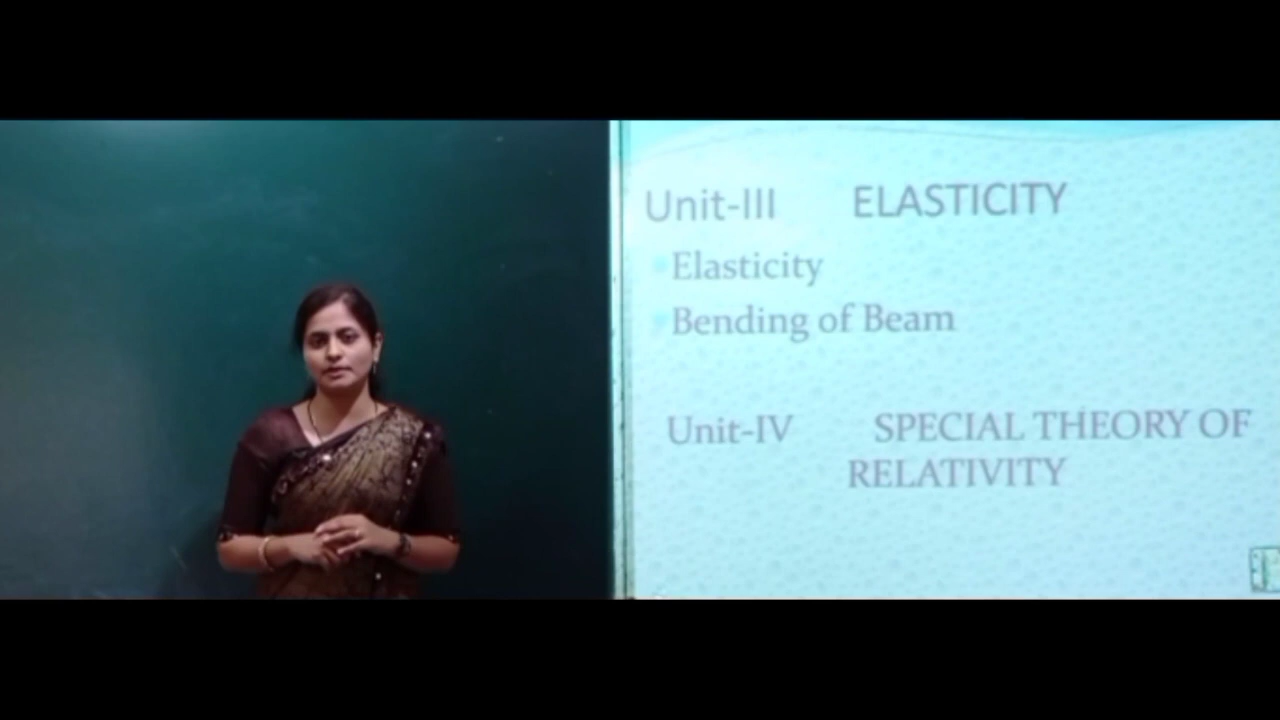 Unit-III ELASTICITY
Elasticity
Bending of Beam
Unit-IV SPECIAL THEORY OF
RELATIVITY